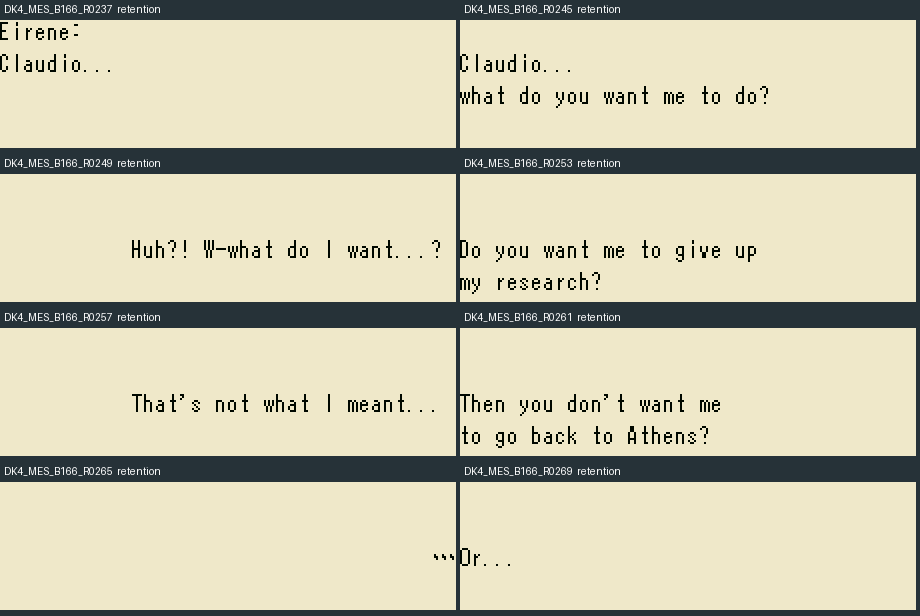 DK4_MES_B166_R0237 retention
Eirene:
Claudio...
DK4_MES_B166_R0245 retention
Claudio...
what do you want me to do?
DK4_MES_B166_R0249 retention
Huh?! W-what do I want...?
DK4_MES_B166_R0253 retention
Do you want me to give up
my research?
DK4_MES_B166_R0257 retention
That's not what I meant...
DK4_MES_B166_R0261 retention
Then you don't want me
to go back to Athens?
DK4_MES_B166_R0265 retention
...
DK4_MES_B166_R0269 retention
Or...